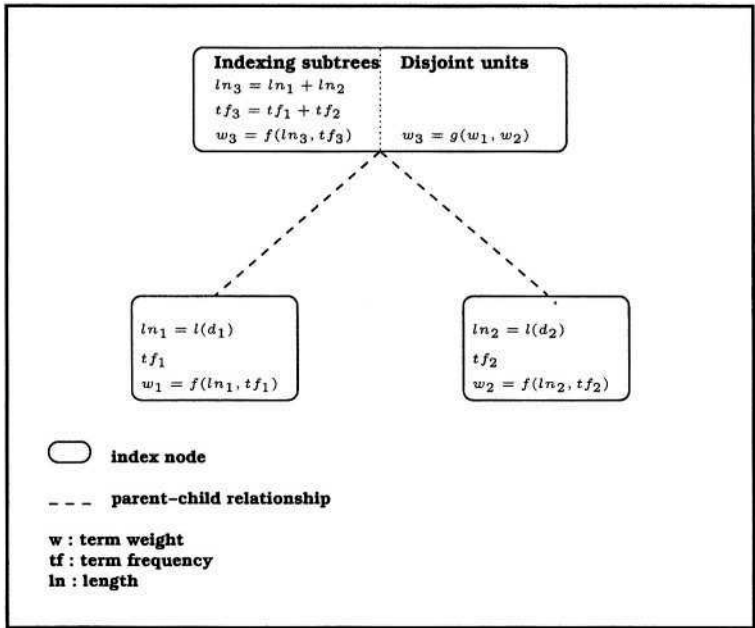 Indexing subtrees Disjoint units
ln₃ = ln₁ + ln₂
tf₃ = tf₁ + tf₂
w₃ = f(ln₃, tf₃) w₃ = g(w₁, w₂)
ln₁ = l(d₁) ln₂ = l(d₂)
tf₁ tf₂
w₁ = f(ln₁, tf₁) w₂ = f(ln₂, tf₂)
index node
parent–child relationship
w : term weight
tf : term frequency
ln : length